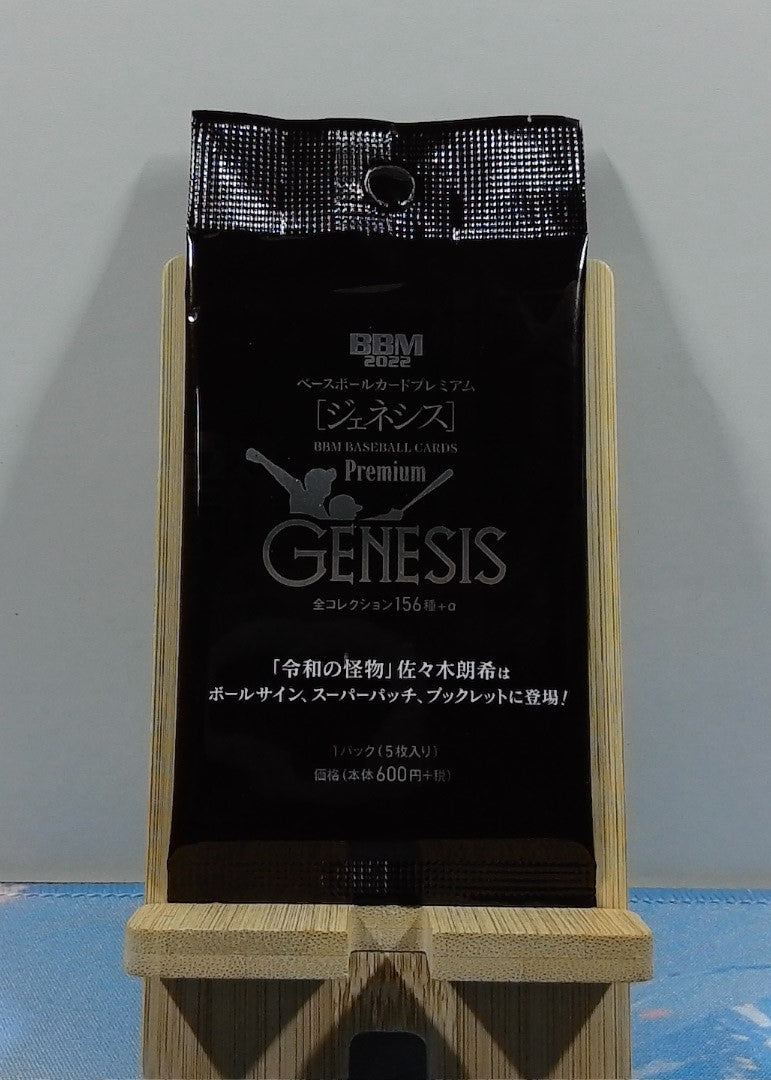 BBM
2022
ベースボールカードプレミアム
[ジェネシス]
BBM BASEBALL CARDS
Premium
GENESIS
全コレクション156種+α
「令和の怪物」佐々木朗希は
ボールサイン、スーパーパッチ、ブックレットに登場!
1パック(5枚入り)
価格(本体600円+税)